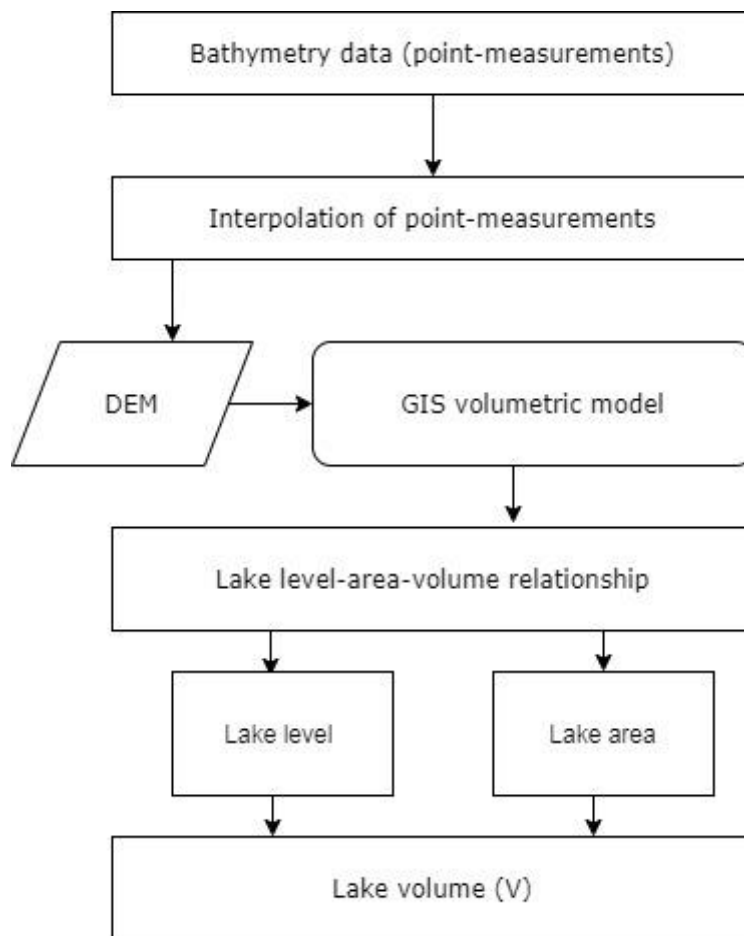 Bathymetry data (point-measurements)
Interpolation of point-measurements
DEM
GIS volumetric model
Lake level-area-volume relationship
Lake level
Lake area
Lake volume (V)